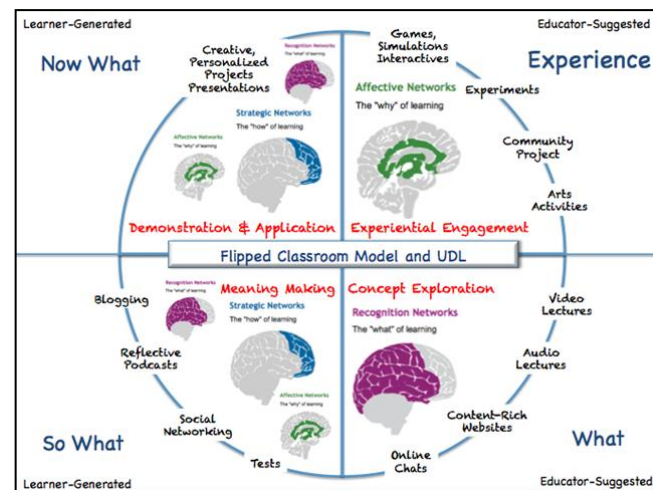 Learner-Generated
Educator-Suggested
Now What
Experience
Creative,
Personalized
Projects
Presentations
Recognition Networks
The "what" of learning
Strategic Networks
The "how" of learning
Affective Networks
The "why" of learning
Demonstration & Application
Games,
Simulations
Interactives
Affective Networks
The "why" of learning
Experiments
Community
Project
Arts
Activities
Experiential Engagement
Flipped Classroom Model and UDL
Meaning Making
Blogging
Recognition Networks
The "what" of learning
Strategic Networks
The "how" of learning
Reflective
Podcasts
Affective Networks
The "why" of learning
Social
Networking
Tests
So What
Learner-Generated
Concept Exploration
Recognition Networks
The "what" of learning
Video
Lectures
Audio
Lectures
Content-Rich
Websites
Online
Chats
What
Educator-Suggested